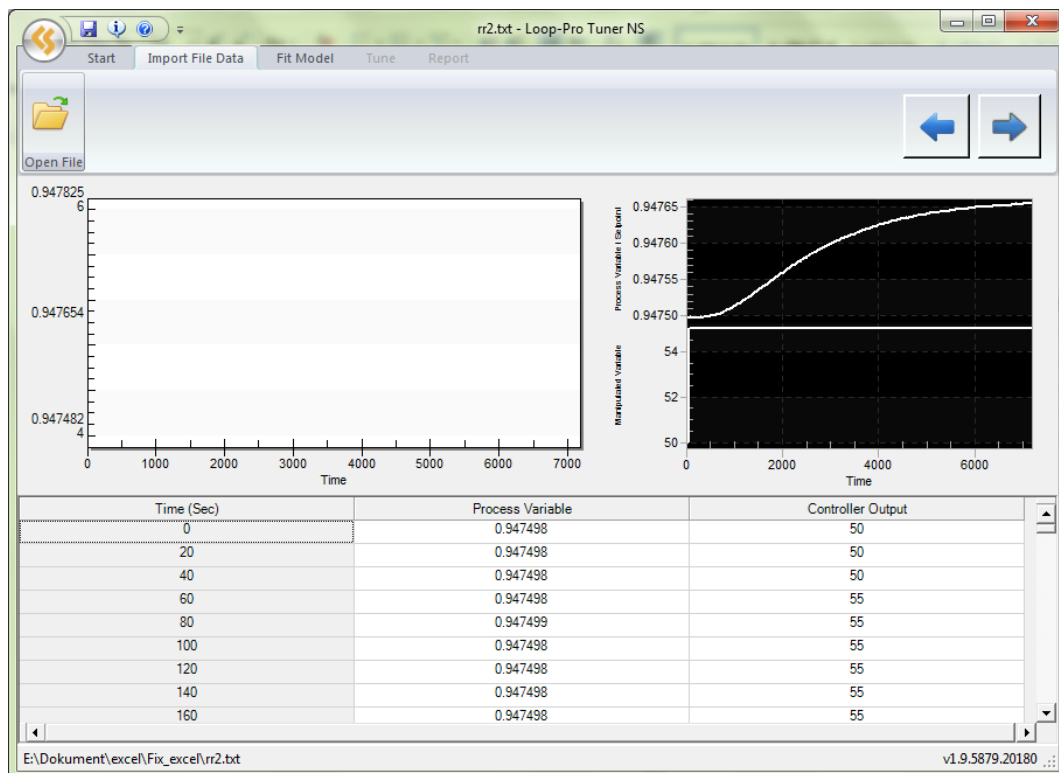 rr2.txt - Loop-Pro Tuner NS
Start Import File Data Fit Model Tune Report
Open File
0.947825
6
0.947654
0.947482
4
0 1000 2000 3000 4000 5000 6000 7000
Time
Process Variable | Setpoint
0.94765
0.94760
0.94755
0.94750
Manipulated Variable
54
52
50
0 2000 4000 6000
Time
Time (Sec) Process Variable Controller Output
0 0.947498 50
20 0.947498 50
40 0.947498 50
60 0.947498 55
80 0.947499 55
100 0.947498 55
120 0.947498 55
140 0.947498 55
160 0.947498 55
E:\Dokument\excel\Fix_excel\rr2.txt v1.9.5879.20180